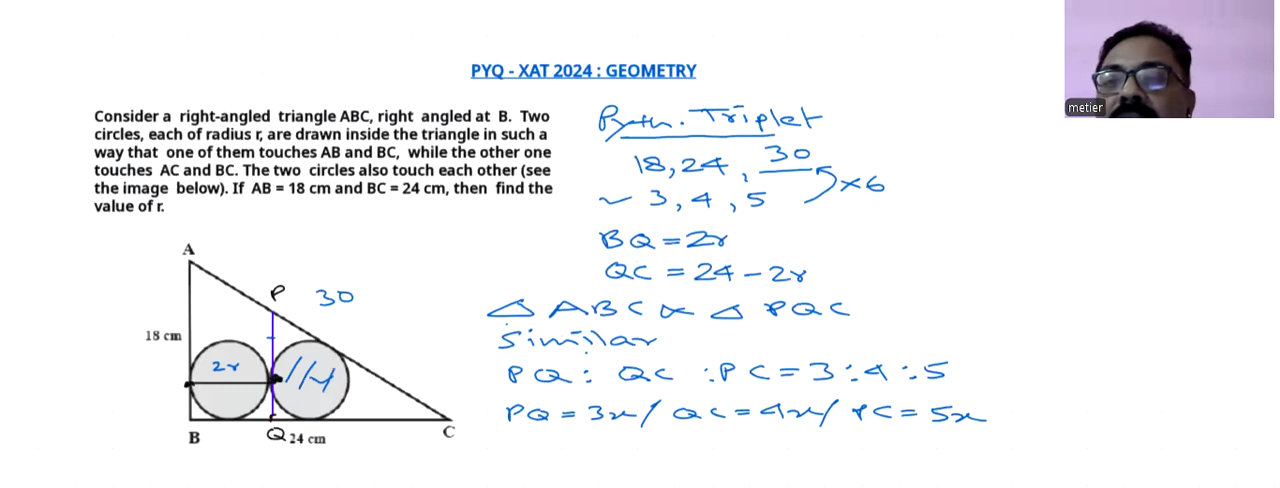 metier
PYQ - XAT 2024 : GEOMETRY
Consider a right-angled triangle ABC, right angled at B. Two
circles, each of radius r, are drawn inside the triangle in such a
way that one of them touches AB and BC, while the other one
touches AC and BC. The two circles also touch each other (see
the image below). If AB = 18 cm and BC = 24 cm, then find the
value of r.
Pyth. Triplet
18, 24, 30
~ 3, 4, 5
×6
BQ = 2r
QC = 24 - 2r
△ ABC ∝ △ PQC
Similar
PQ : QC : PC = 3 : 4 : 5
PQ = 3x / QC = 4x / PC = 5x
A
P
30
18 cm
2r
B
Q
24 cm
C